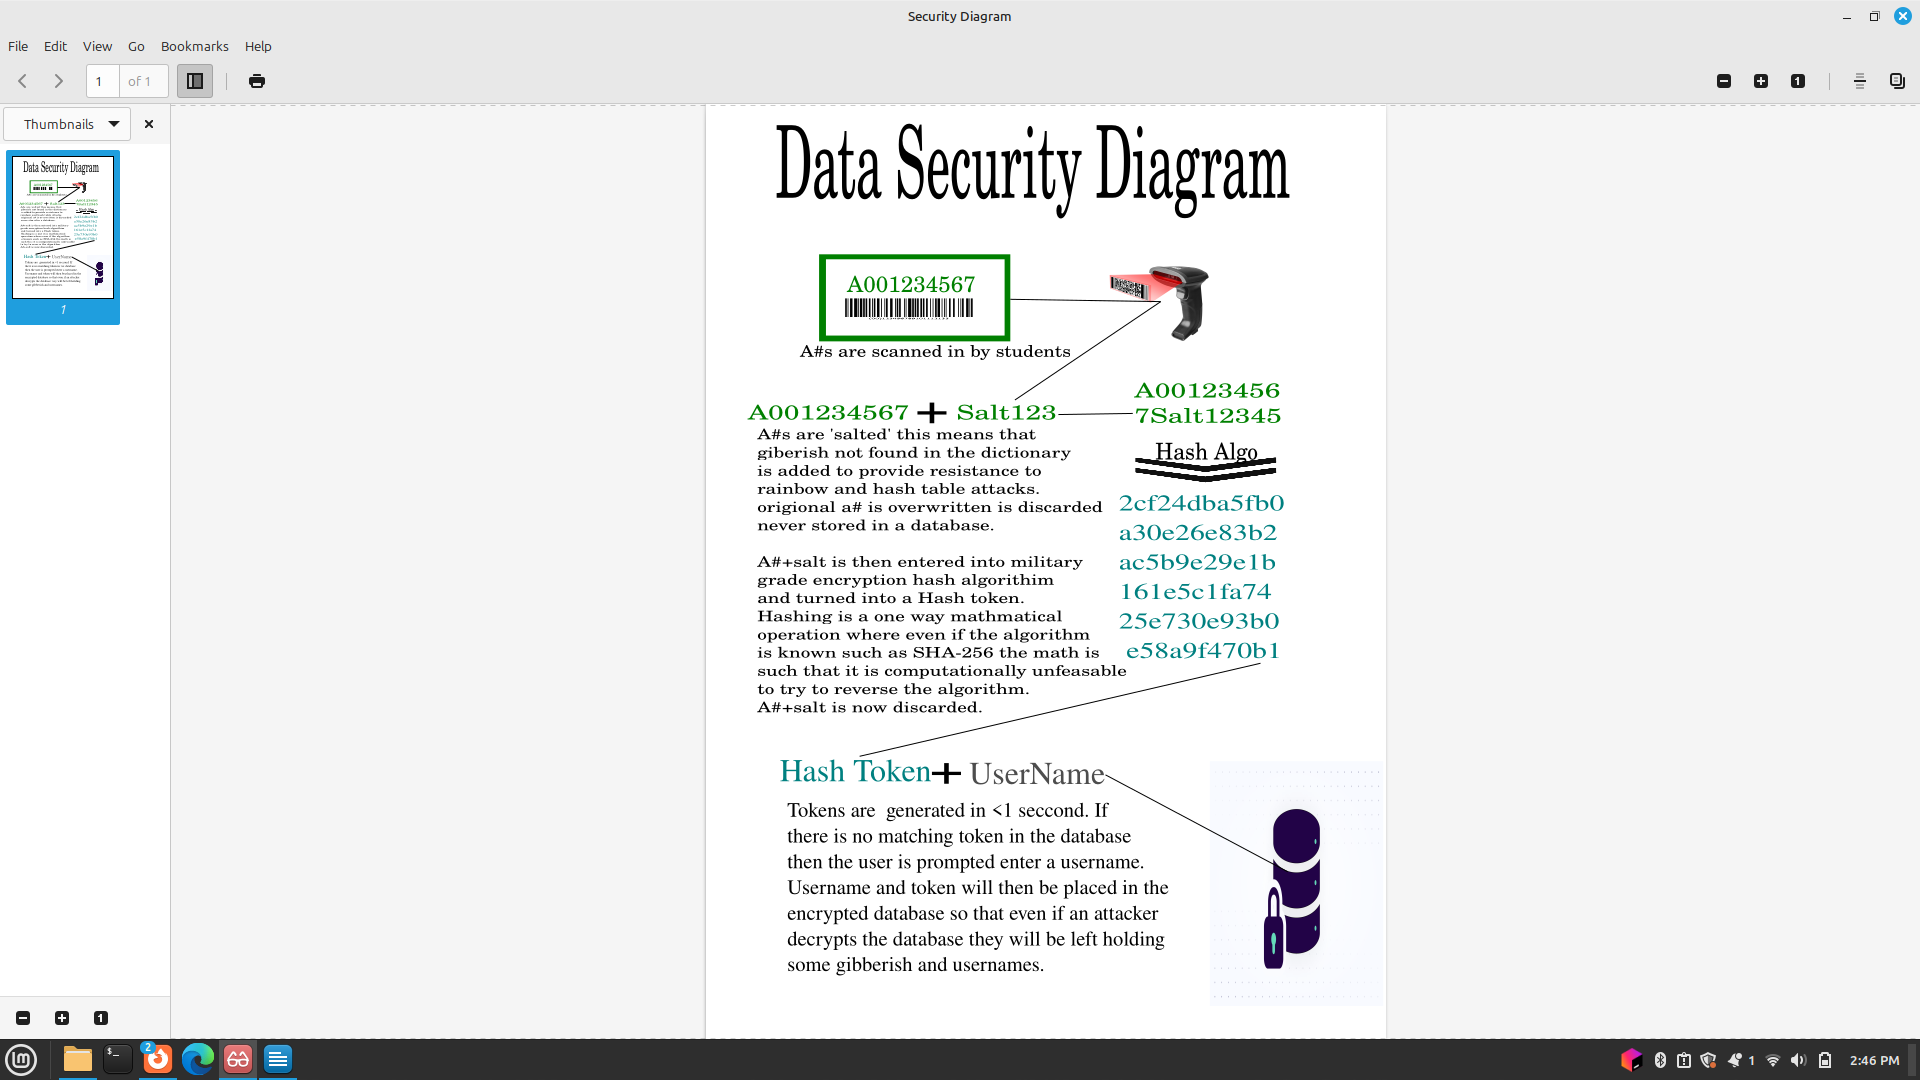 Security Diagram
File Edit View Go Bookmarks Help
1 of 1
1
Thumbnails
Data Security Diagram
1
Data Security Diagram
A001234567
A#s are scanned in by students
A001234567 + Salt123
A00123456
7Salt12345
A#s are 'salted' this means that
giberish not found in the dictionary
is added to provide resistance to
rainbow and hash table attacks.
origional a# is overwritten is discarded
never stored in a database.
A#+salt is then entered into military
grade encryption hash algorithim
and turned into a Hash token.
Hashing is a one way mathmatical
operation where even if the algorithm
is known such as SHA-256 the math is
such that it is computationally unfeasable
to try to reverse the algorithm.
A#+salt is now discarded.
Hash Algo
2cf24dba5fb0
a30e26e83b2
ac5b9e29e1b
161e5c1fa74
25e730e93b0
e58a9f470b1
Hash Token + UserName
Tokens are  generated in <1 seccond. If
there is no matching token in the database
then the user is prompted enter a username.
Username and token will then be placed in the
encrypted database so that even if an attacker
decrypts the database they will be left holding
some gibberish and usernames.
1
2
1
2:46 PM